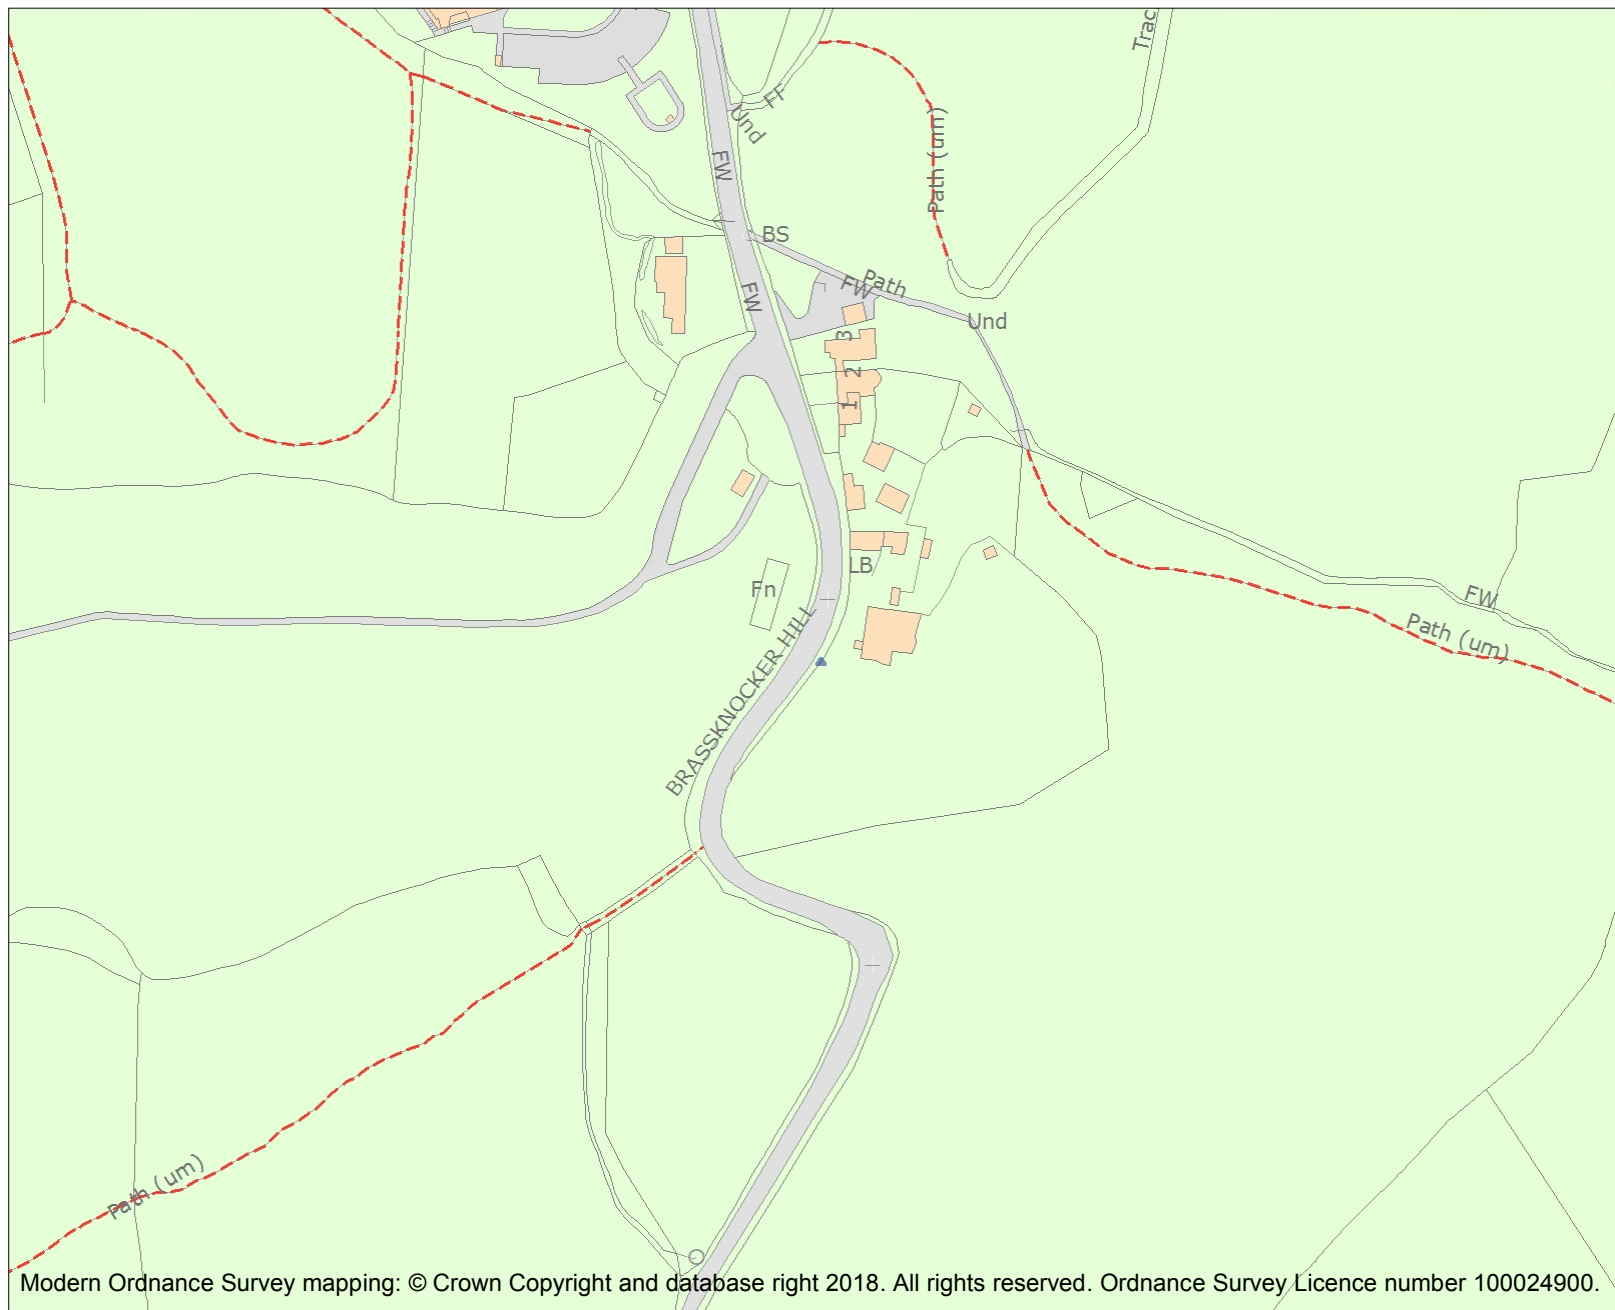 Trac
FF
Und
Path (um)
FW
BS
Path
FW
FW
Und
3
2
1
LB
Fn
FW
Path (um)
BRASSKNOCKER HILL
Path (um)
Modern Ordnance Survey mapping: © Crown Copyright and database right 2018. All rights reserved. Ordnance Survey Licence number 100024900.